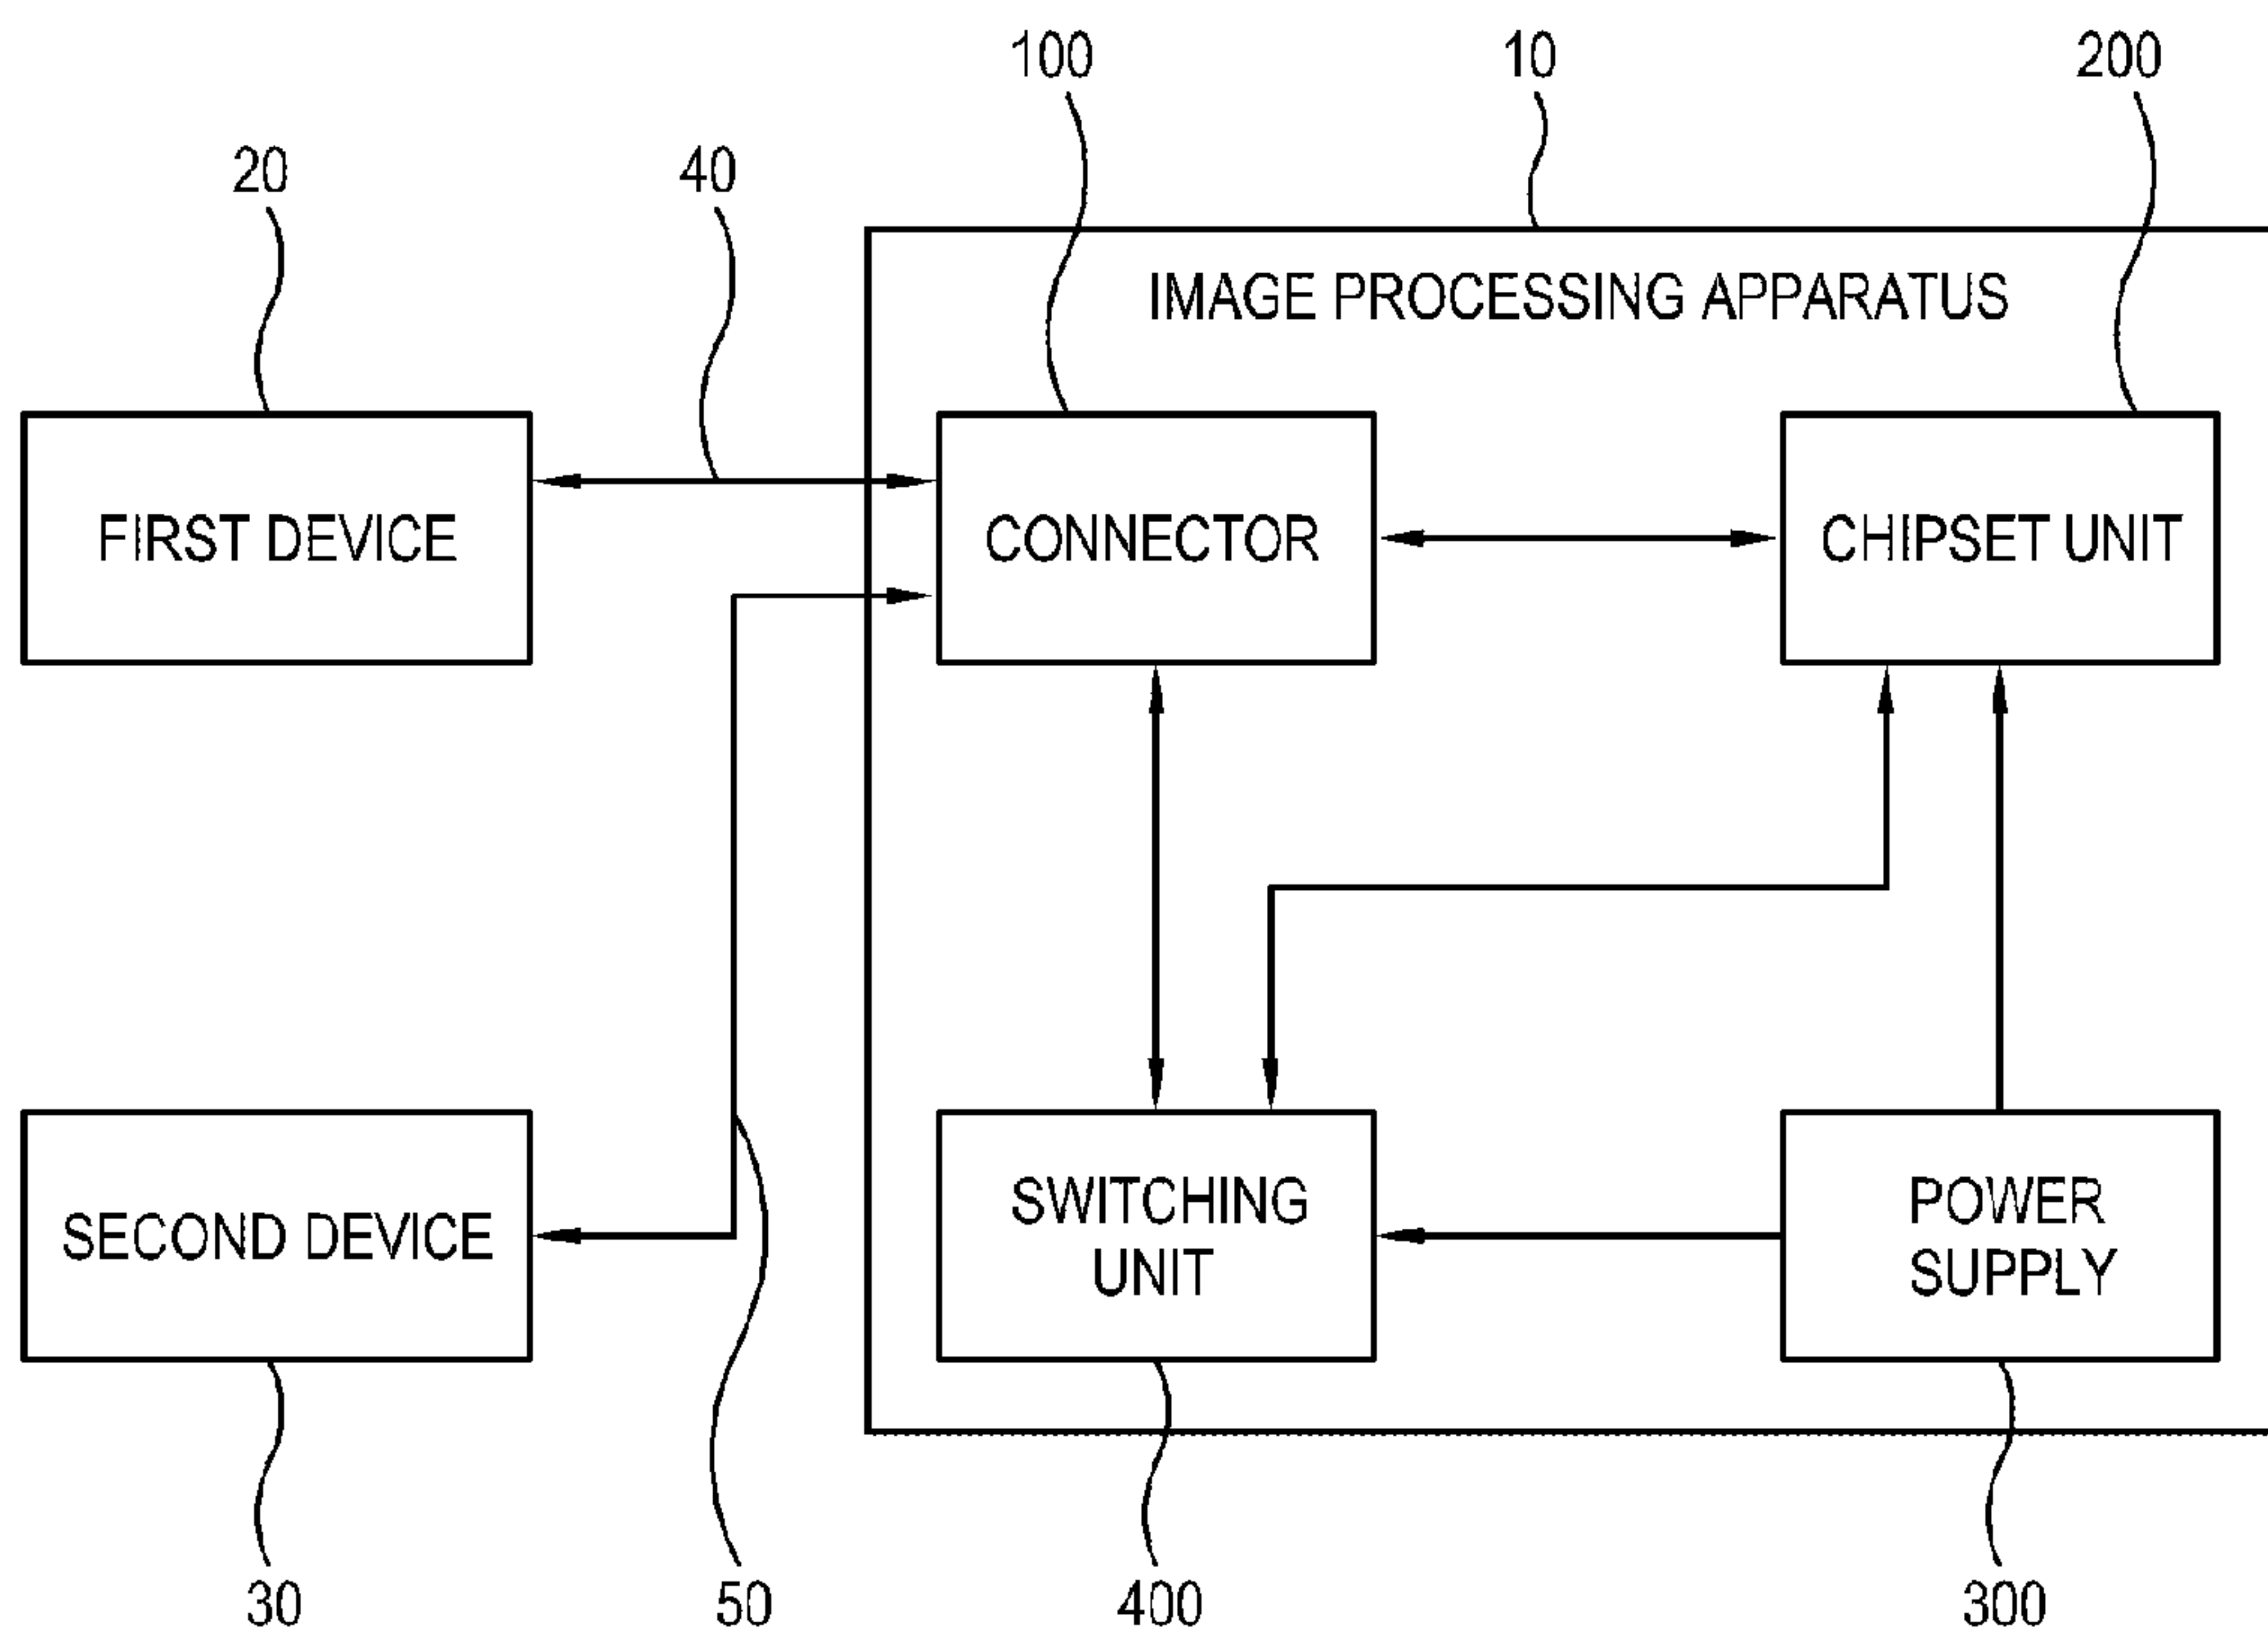 100
10
200
20
40
IMAGE PROCESSING APPARATUS
FIRST DEVICE
CONNECTOR
CHIPSET UNIT
SECOND DEVICE
SWITCHING
UNIT
POWER
SUPPLY
30
50
400
300